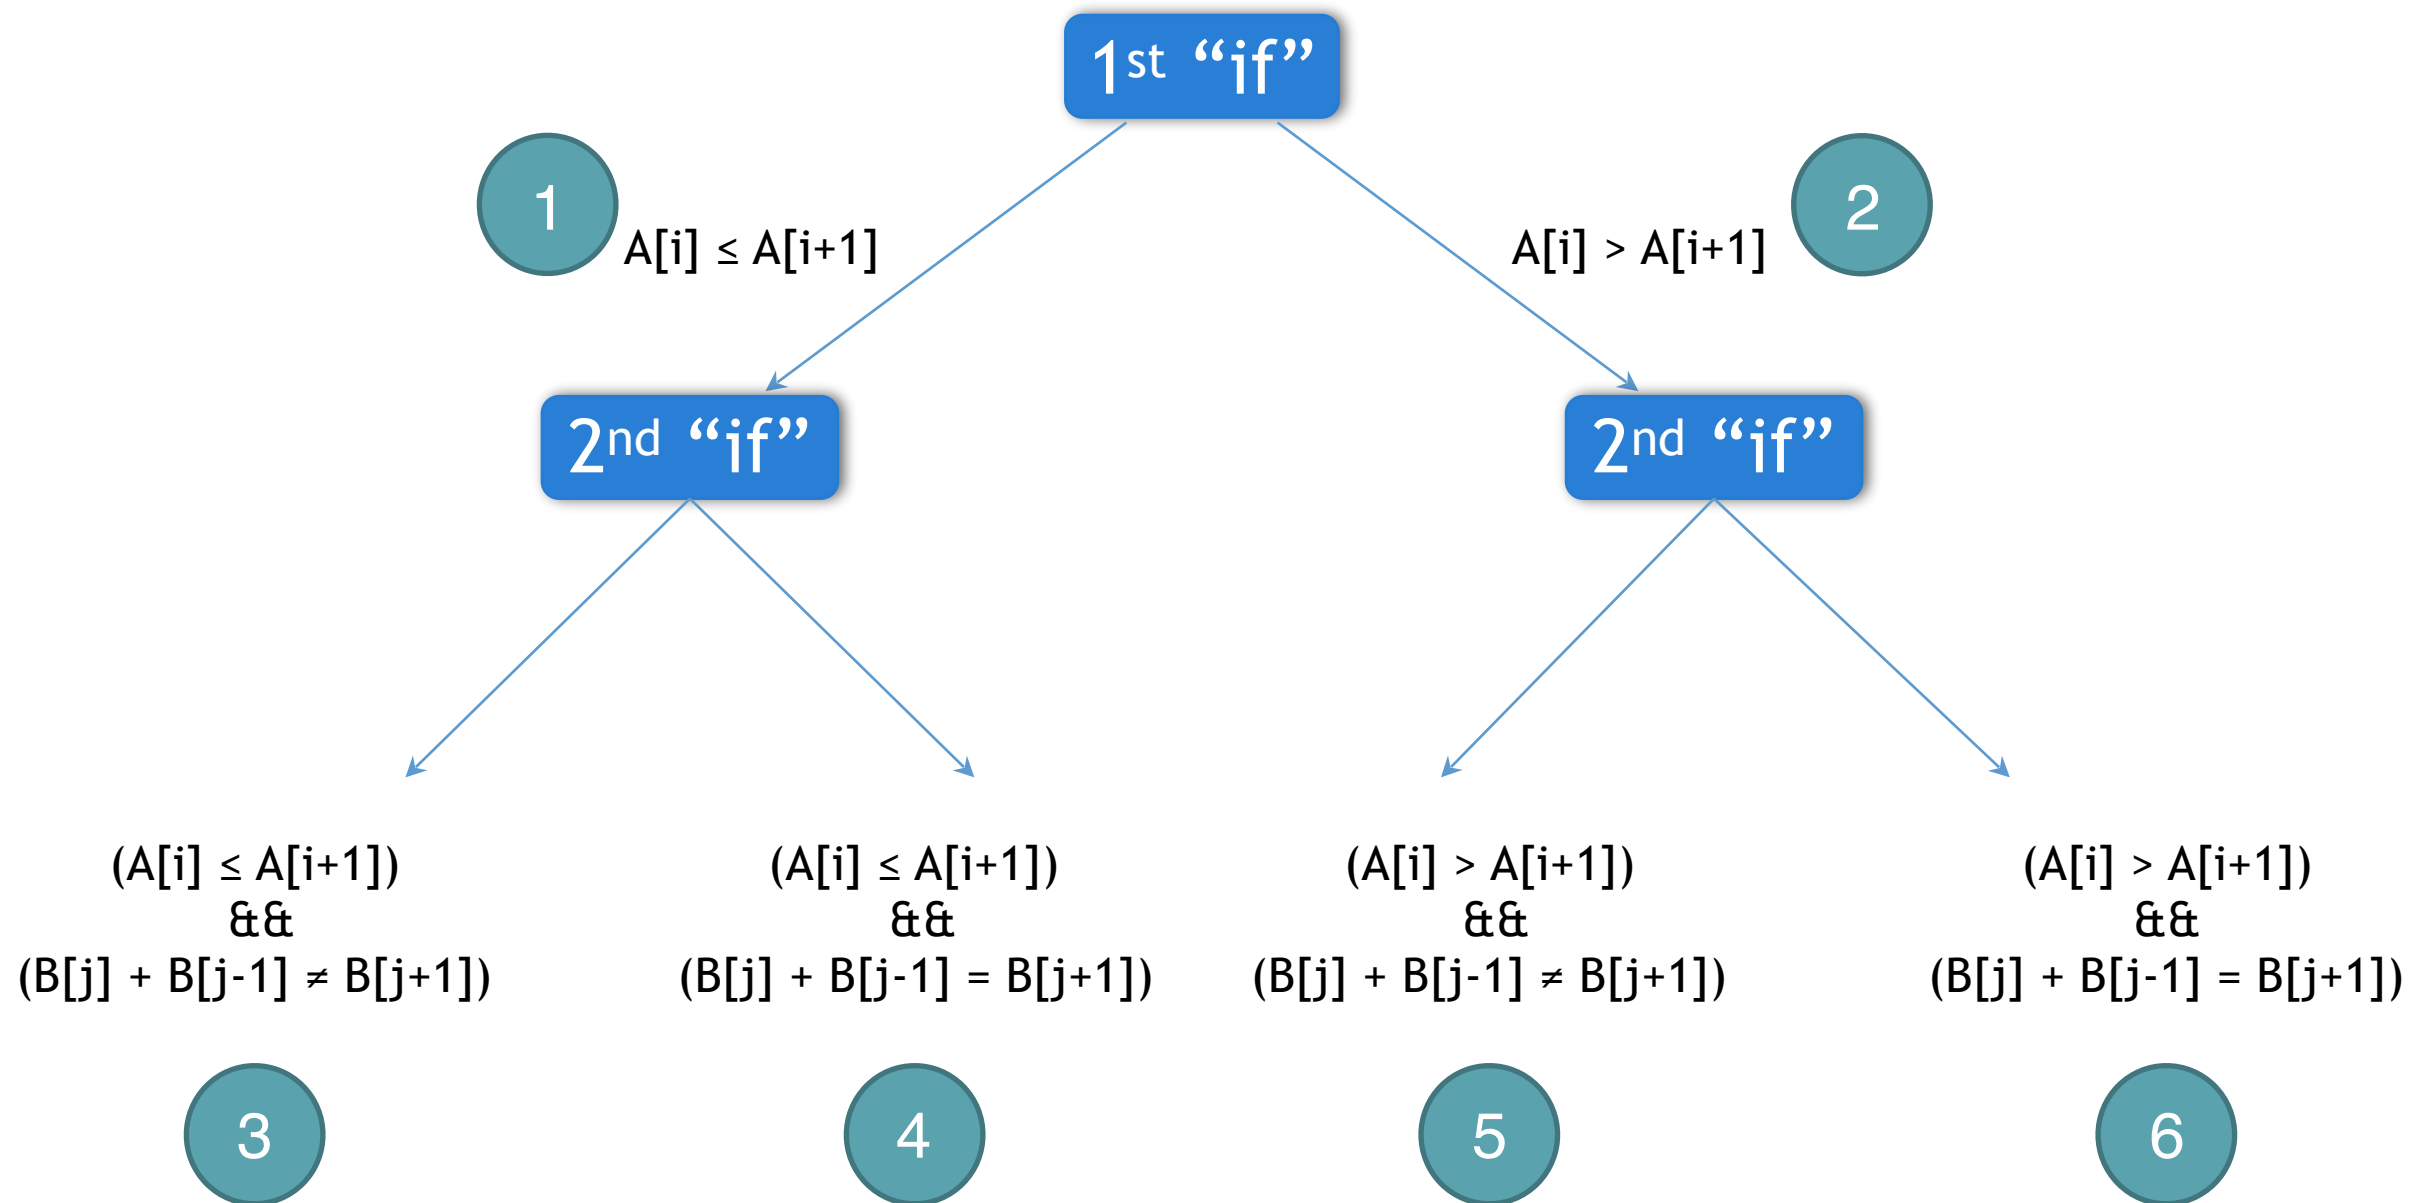 1st “if”
1
2
A[i] ≤ A[i+1]
A[i] > A[i+1]
2nd “if”
2nd “if”
(A[i] ≤ A[i+1])
&&
(B[j] + B[j-1] ≠ B[j+1])
(A[i] ≤ A[i+1])
&&
(B[j] + B[j-1] = B[j+1])
(A[i] > A[i+1])
&&
(B[j] + B[j-1] ≠ B[j+1])
(A[i] > A[i+1])
&&
(B[j] + B[j-1] = B[j+1])
3
4
5
6